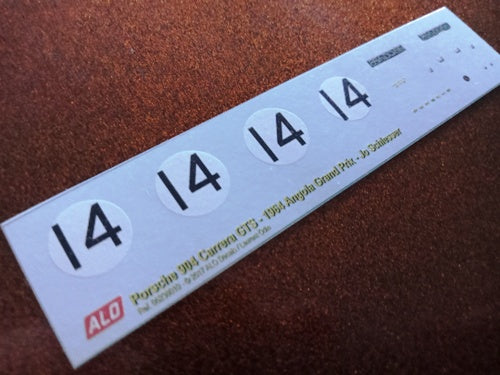 14 14 14 14
Porsche 904 Carrera GTS - 1964 Angola Grand Prix - Jo Schlesser
ALO